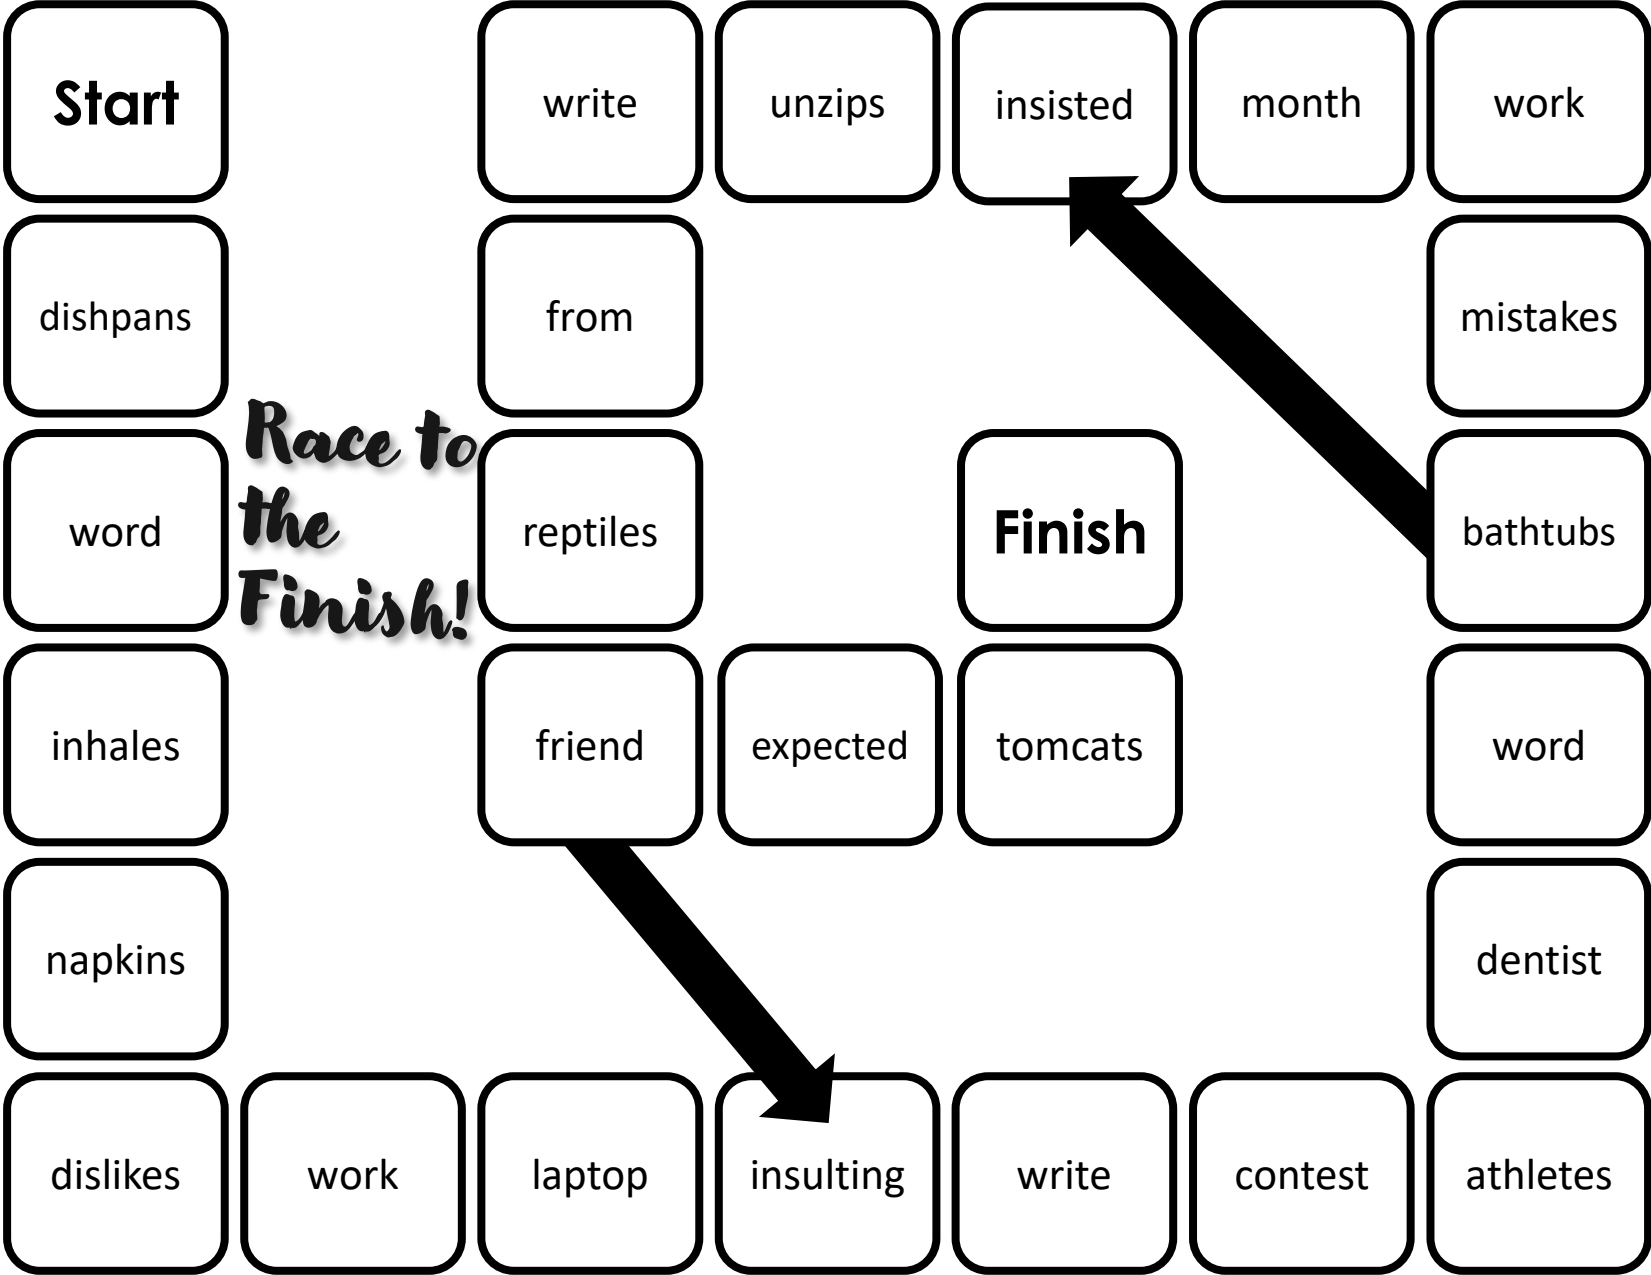 Start
write
unzips
insisted
month
work
dishpans
from
mistakes
Race to
the
Finish!
word
reptiles
Finish
bathtubs
inhales
friend
expected
tomcats
word
napkins
dentist
dislikes
work
laptop
insulting
write
contest
athletes